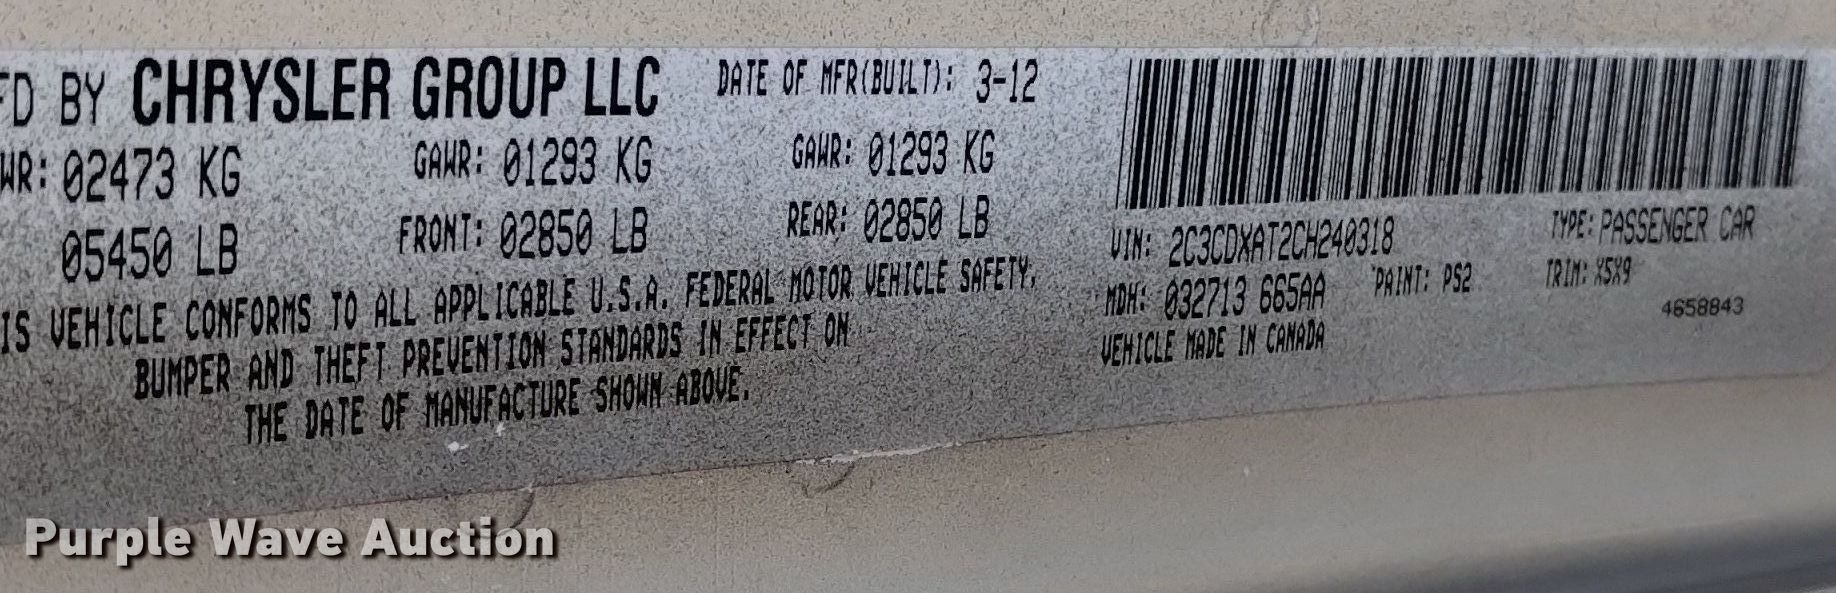 FD BY CHRYSLER GROUP LLC DATE OF MFR(BUILT): 3-12
WR: 02473 KG GAWR: 01293 KG GAWR: 01293 KG
05450 LB FRONT: 02850 LB REAR: 02850 LB
IS VEHICLE CONFORMS TO ALL APPLICABLE U.S.A. FEDERAL MOTOR VEHICLE SAFETY,
BUMPER AND THEFT PREVENTION STANDARDS IN EFFECT ON
THE DATE OF MANUFACTURE SHOWN ABOVE.
VIN: 2C3CDXAT2CH240318 TYPE: PASSENGER CAR
MDH: 032713 665AA PAINT: PS2 TRIM: X5X9
VEHICLE MADE IN CANADA 4658843
Purple Wave Auction